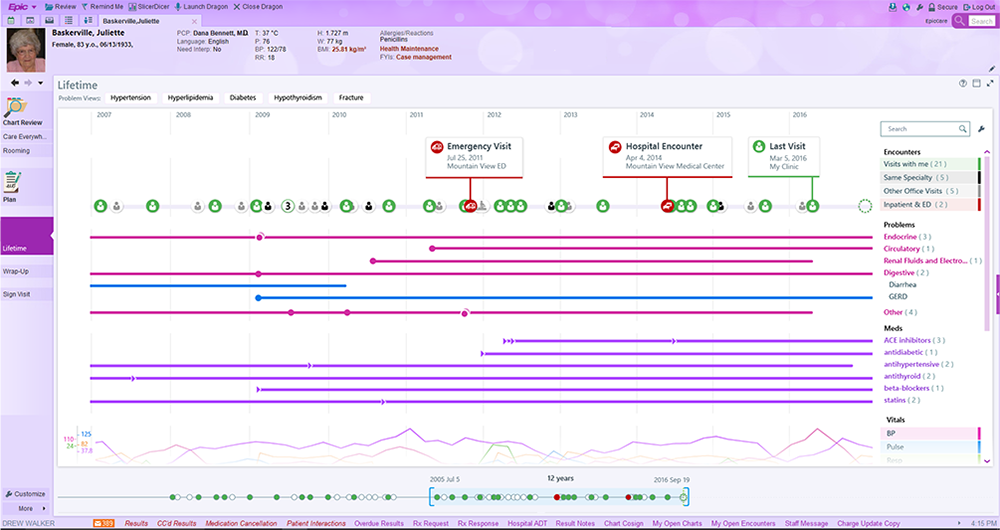 Epic Review Remind Me SlicerDicer Launch Dragon Close Dragon Secure Log Out
Baskerville,Juliette EpicCare Search
Baskerville, Juliette
Female, 83 y.o., 06/13/1933,
PCP: Dana Bennett, MD
Language: English
Need Interp: No
T: 37 °C
P: 76
BP: 122/78
RR: 18
H: 1.727 m
W: 77 kg
BMI: 25.81 kg/m²
Allergies/Reactions
Penicillins
Health Maintenance
FYIs: Case management
Chart Review
Care Everywh...
Rooming
Plan
Lifetime
Wrap-Up
Sign Visit
Customize
More
Lifetime
Problem Views: Hypertension Hyperlipidemia Diabetes Hypothyroidism Fracture
2007 2008 2009 2010 2011 2012 2013 2014 2015 2016
Emergency Visit
Jul 25, 2011
Mountain View ED
Hospital Encounter
Apr 4, 2014
Mountain View Medical Center
Last Visit
Mar 5, 2016
My Clinic
3
Search
Encounters
Visits with me ( 21 )
Same Specialty ( 5 )
Other Office Visits ( 5 )
Inpatient & ED ( 2 )
Problems
Endocrine ( 3 )
Circulatory ( 1 )
Renal Fluids and Electro... ( 1 )
Digestive ( 2 )
Diarrhea
GERD
Other ( 4 )
Meds
ACE inhibitors ( 3 )
antidiabetic ( 1 )
antihypertensive ( 2 )
antithyroid ( 2 )
beta-blockers ( 1 )
statins ( 2 )
Vitals
BP
Pulse
Resp
125
110
82
24
37.8
2005 Jul 5 12 years 2016 Sep 19
DREW WALKER 389 Results CC'd Results Medication Cancellation Patient Interactions Overdue Results Rx Request Rx Response Hospital ADT Result Notes Chart Cosign My Open Charts My Open Encounters Staff Message Charge Update Copy 4:15 PM